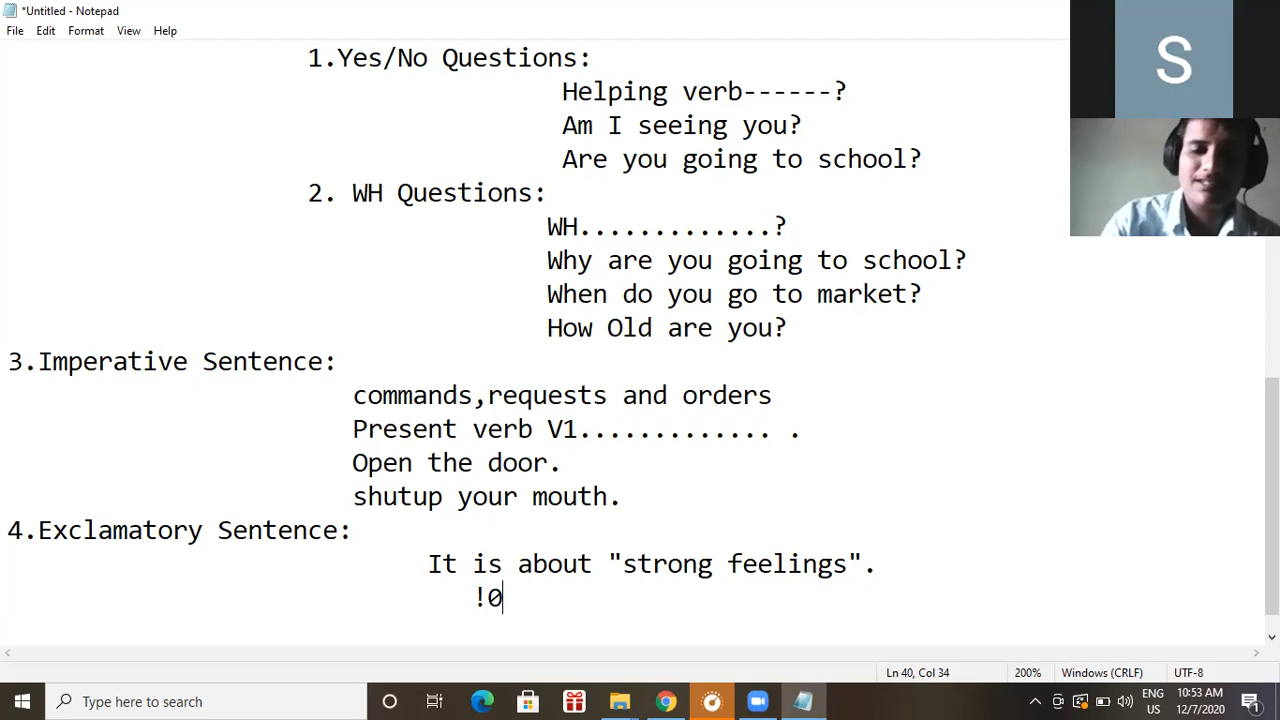 *Untitled - Notepad
File Edit Format View Help
1.Yes/No Questions:
Helping verb------?
Am I seeing you?
Are you going to school?
2. WH Questions:
WH.............?
Why are you going to school?
When do you go to market?
How Old are you?
3.Imperative Sentence:
commands,requests and orders
Present verb V1............. .
Open the door.
shutup your mouth.
4.Exclamatory Sentence:
It is about "strong feelings".
!0
S
Ln 40, Col 34 200% Windows (CRLF) UTF-8
Type here to search
ENG
US
10:53 AM
12/7/2020
1